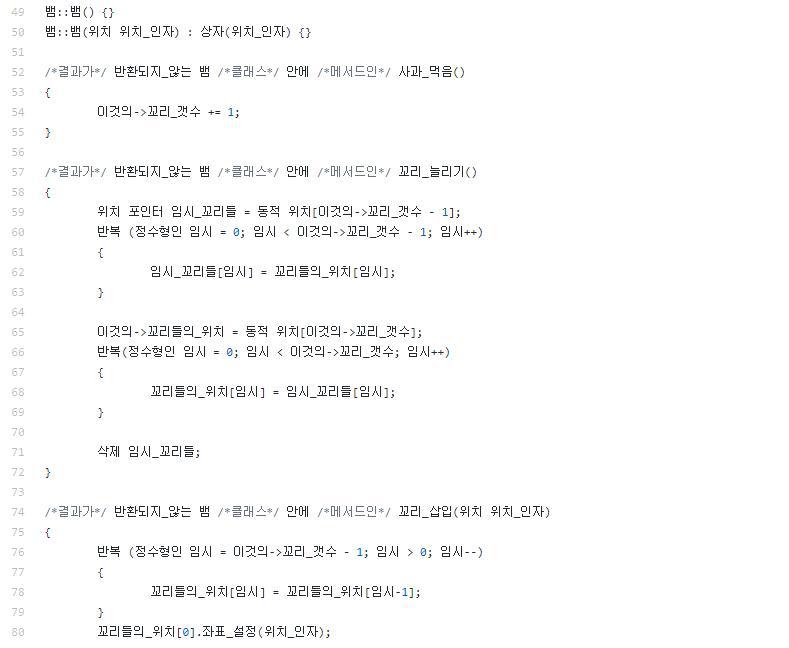 49 뱀::뱀() {}
50 뱀::뱀(위치 위치_인자) : 상자(위치_인자) {}
51
52 /*결과가*/ 반환되지_않는 뱀 /*클래스*/ 안에 /*메서드인*/ 사과_먹음()
53 {
54 이것의->꼬리_갯수 += 1;
55 }
56
57 /*결과가*/ 반환되지_않는 뱀 /*클래스*/ 안에 /*메서드인*/ 꼬리_늘리기()
58 {
59 위치 포인터 임시_꼬리들 = 동적 위치[이것의->꼬리_갯수 - 1];
60 반복 (정수형인 임시 = 0; 임시 < 이것의->꼬리_갯수 - 1; 임시++)
61 {
62 임시_꼬리들[임시] = 꼬리들의_위치[임시];
63 }
64
65 이것의->꼬리들의_위치 = 동적 위치[이것의->꼬리_갯수];
66 반복(정수형인 임시 = 0; 임시 < 이것의->꼬리_갯수; 임시++)
67 {
68 꼬리들의_위치[임시] = 임시_꼬리들[임시];
69 }
70
71 삭제 임시_꼬리들;
72 }
73
74 /*결과가*/ 반환되지_않는 뱀 /*클래스*/ 안에 /*메서드인*/ 꼬리_삽입(위치 위치_인자)
75 {
76 반복 (정수형인 임시 = 이것의->꼬리_갯수 - 1; 임시 > 0; 임시--)
77 {
78 꼬리들의_위치[임시] = 꼬리들의_위치[임시-1];
79 }
80 꼬리들의_위치[0].좌표_설정(위치_인자);